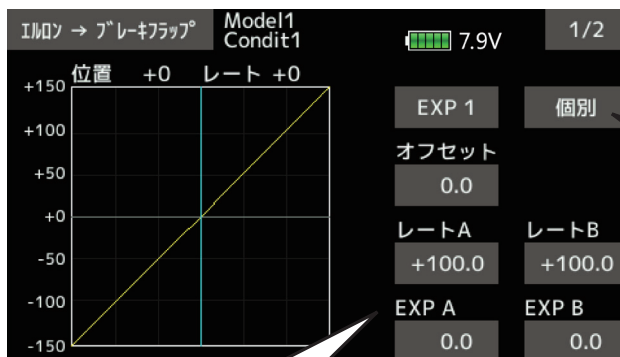 ｴﾙﾛﾝ → ﾌﾞﾚｰｷﾌﾗｯﾌﾟ
Model1
Condit1
7.9V
1/2
位置 +0 レート +0
+150
+100
+50
+0
-50
-100
-150
EXP 1
個別
オフセット
0.0
レートA
レートB
+100.0
+100.0
EXP A
EXP B
0.0
0.0